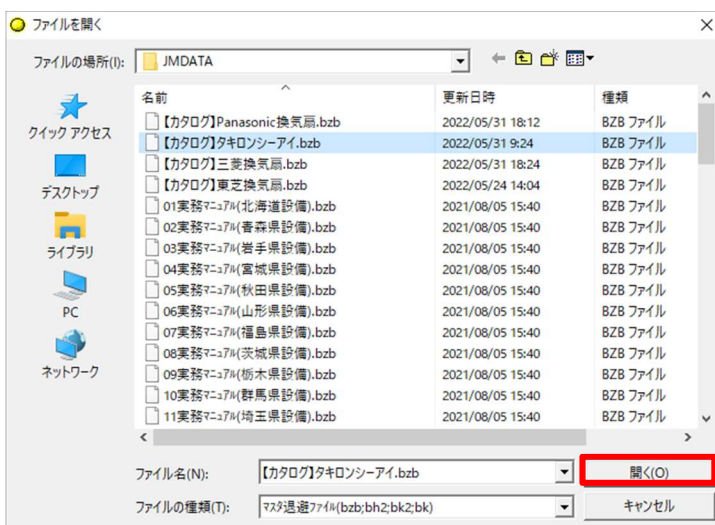 ファイルを開く
ファイルの場所(I): JMDATA
名前 更新日時 種類
【カタログ】Panasonic換気扇.bzb 2022/05/31 18:12 BZB ファイル
【カタログ】タキロンシーアイ.bzb 2022/05/31 9:24 BZB ファイル
【カタログ】三菱換気扇.bzb 2022/05/31 18:24 BZB ファイル
【カタログ】東芝換気扇.bzb 2022/05/24 14:04 BZB ファイル
01実務ﾏﾆｭｱﾙ(北海道設備).bzb 2021/08/05 15:40 BZB ファイル
02実務ﾏﾆｭｱﾙ(青森県設備).bzb 2021/08/05 15:40 BZB ファイル
03実務ﾏﾆｭｱﾙ(岩手県設備).bzb 2021/08/05 15:40 BZB ファイル
04実務ﾏﾆｭｱﾙ(宮城県設備).bzb 2021/08/05 15:40 BZB ファイル
05実務ﾏﾆｭｱﾙ(秋田県設備).bzb 2021/08/05 15:40 BZB ファイル
06実務ﾏﾆｭｱﾙ(山形県設備).bzb 2021/08/05 15:40 BZB ファイル
07実務ﾏﾆｭｱﾙ(福島県設備).bzb 2021/08/05 15:40 BZB ファイル
08実務ﾏﾆｭｱﾙ(茨城県設備).bzb 2021/08/05 15:40 BZB ファイル
09実務ﾏﾆｭｱﾙ(栃木県設備).bzb 2021/08/05 15:40 BZB ファイル
10実務ﾏﾆｭｱﾙ(群馬県設備).bzb 2021/08/05 15:40 BZB ファイル
11実務ﾏﾆｭｱﾙ(埼玉県設備).bzb 2021/08/05 15:40 BZB ファイル
クイック アクセス
デスクトップ
ライブラリ
PC
ネットワーク
ファイル名(N): 【カタログ】タキロンシーアイ.bzb 開く(O)
ファイルの種類(T): ﾏｽﾀ退避ﾌｧｲﾙ(bzb;bh2;bk2;bk) キャンセル